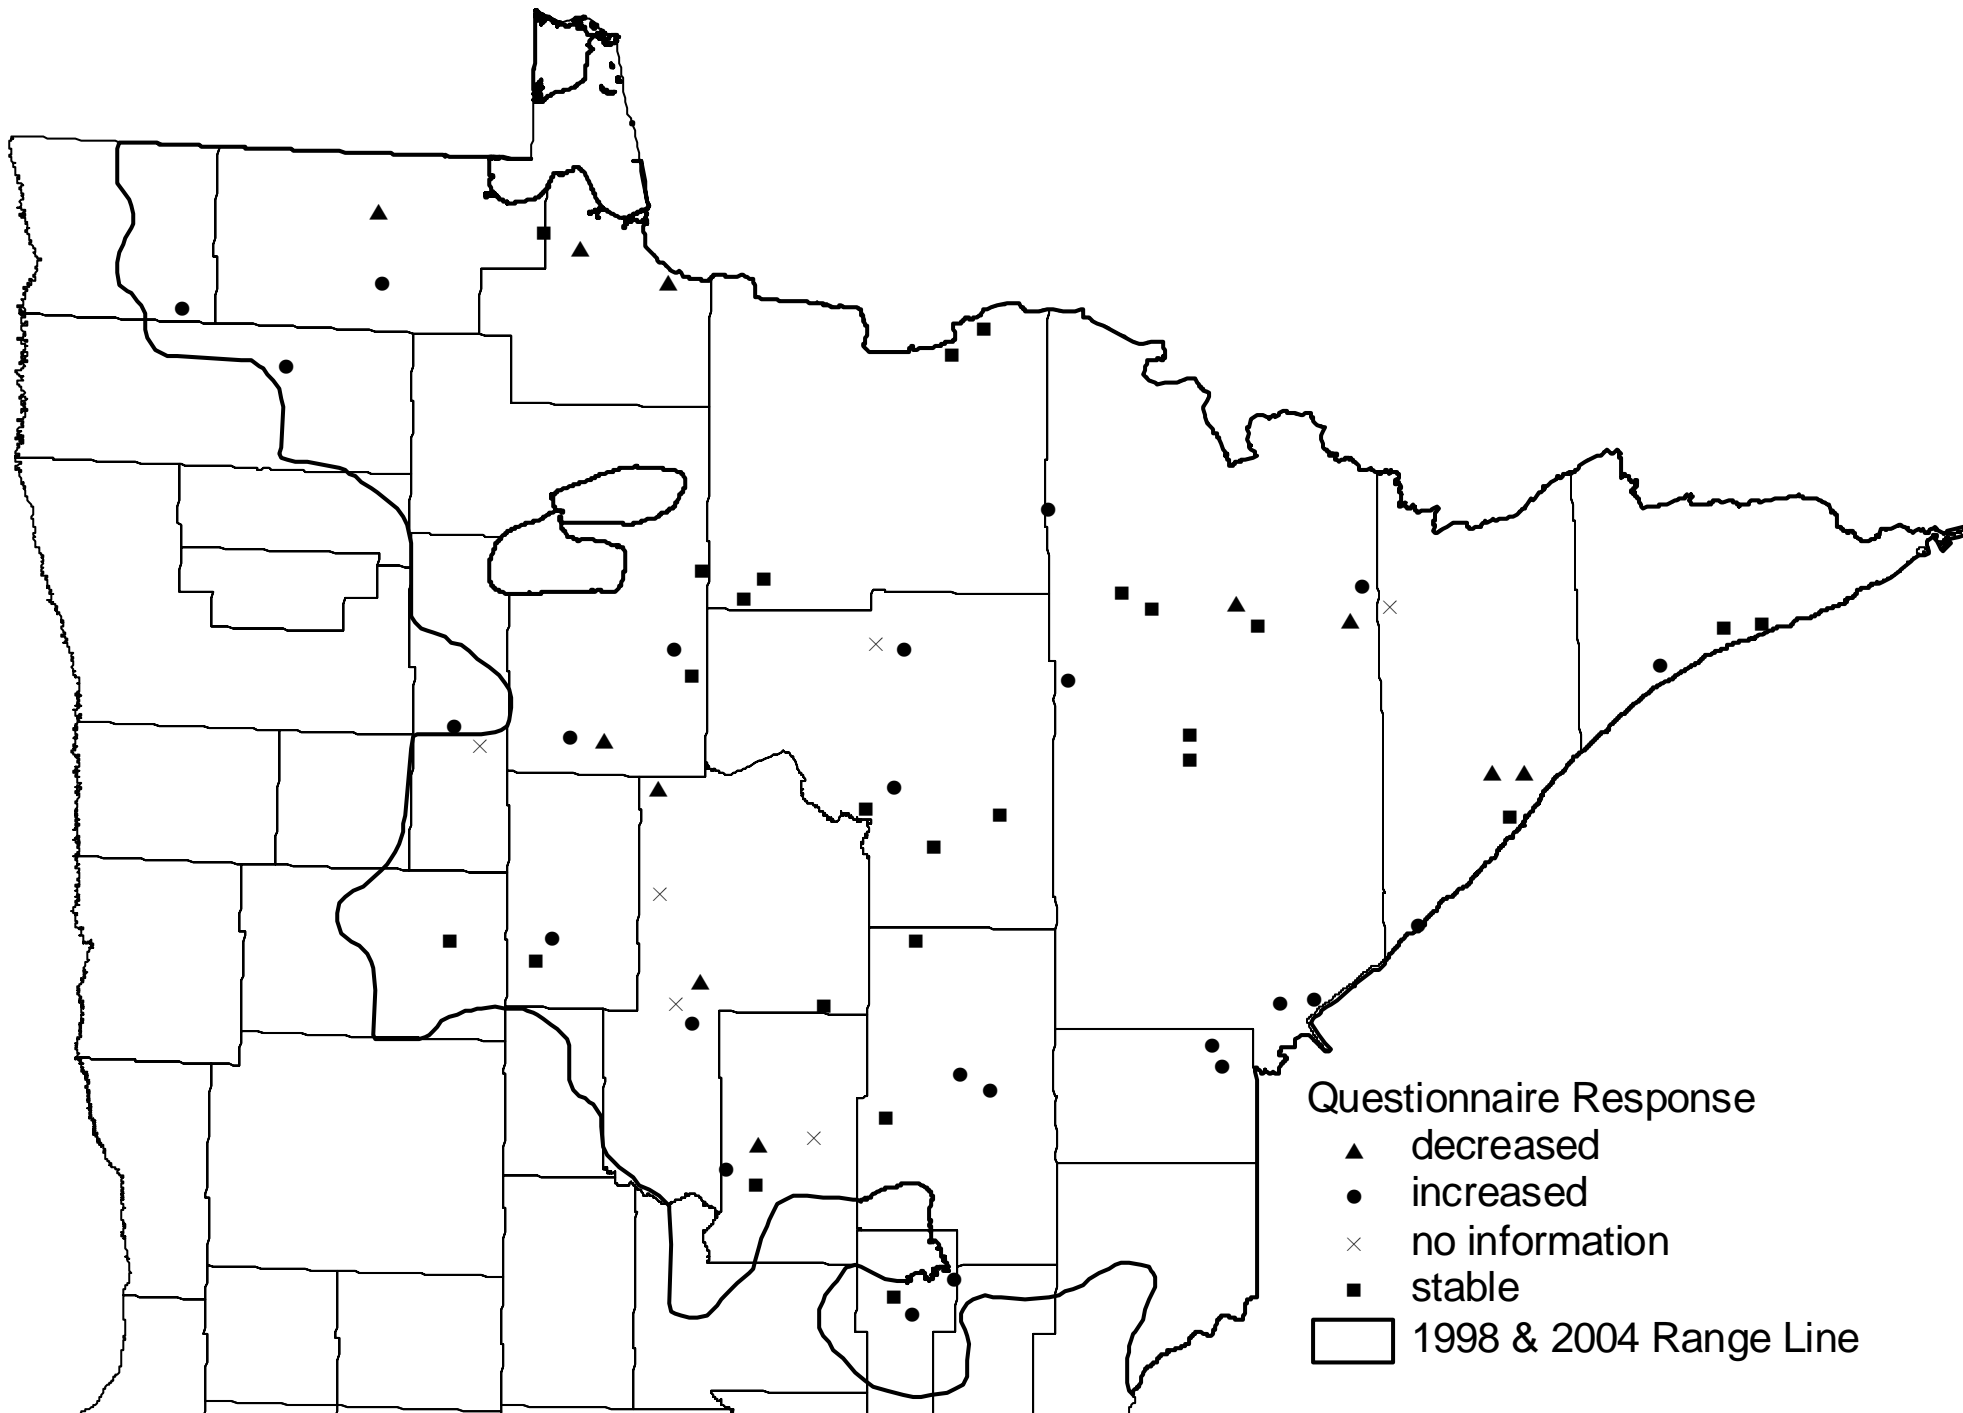 Questionnaire Response
decreased
increased
no information
stable
1998 & 2004 Range Line